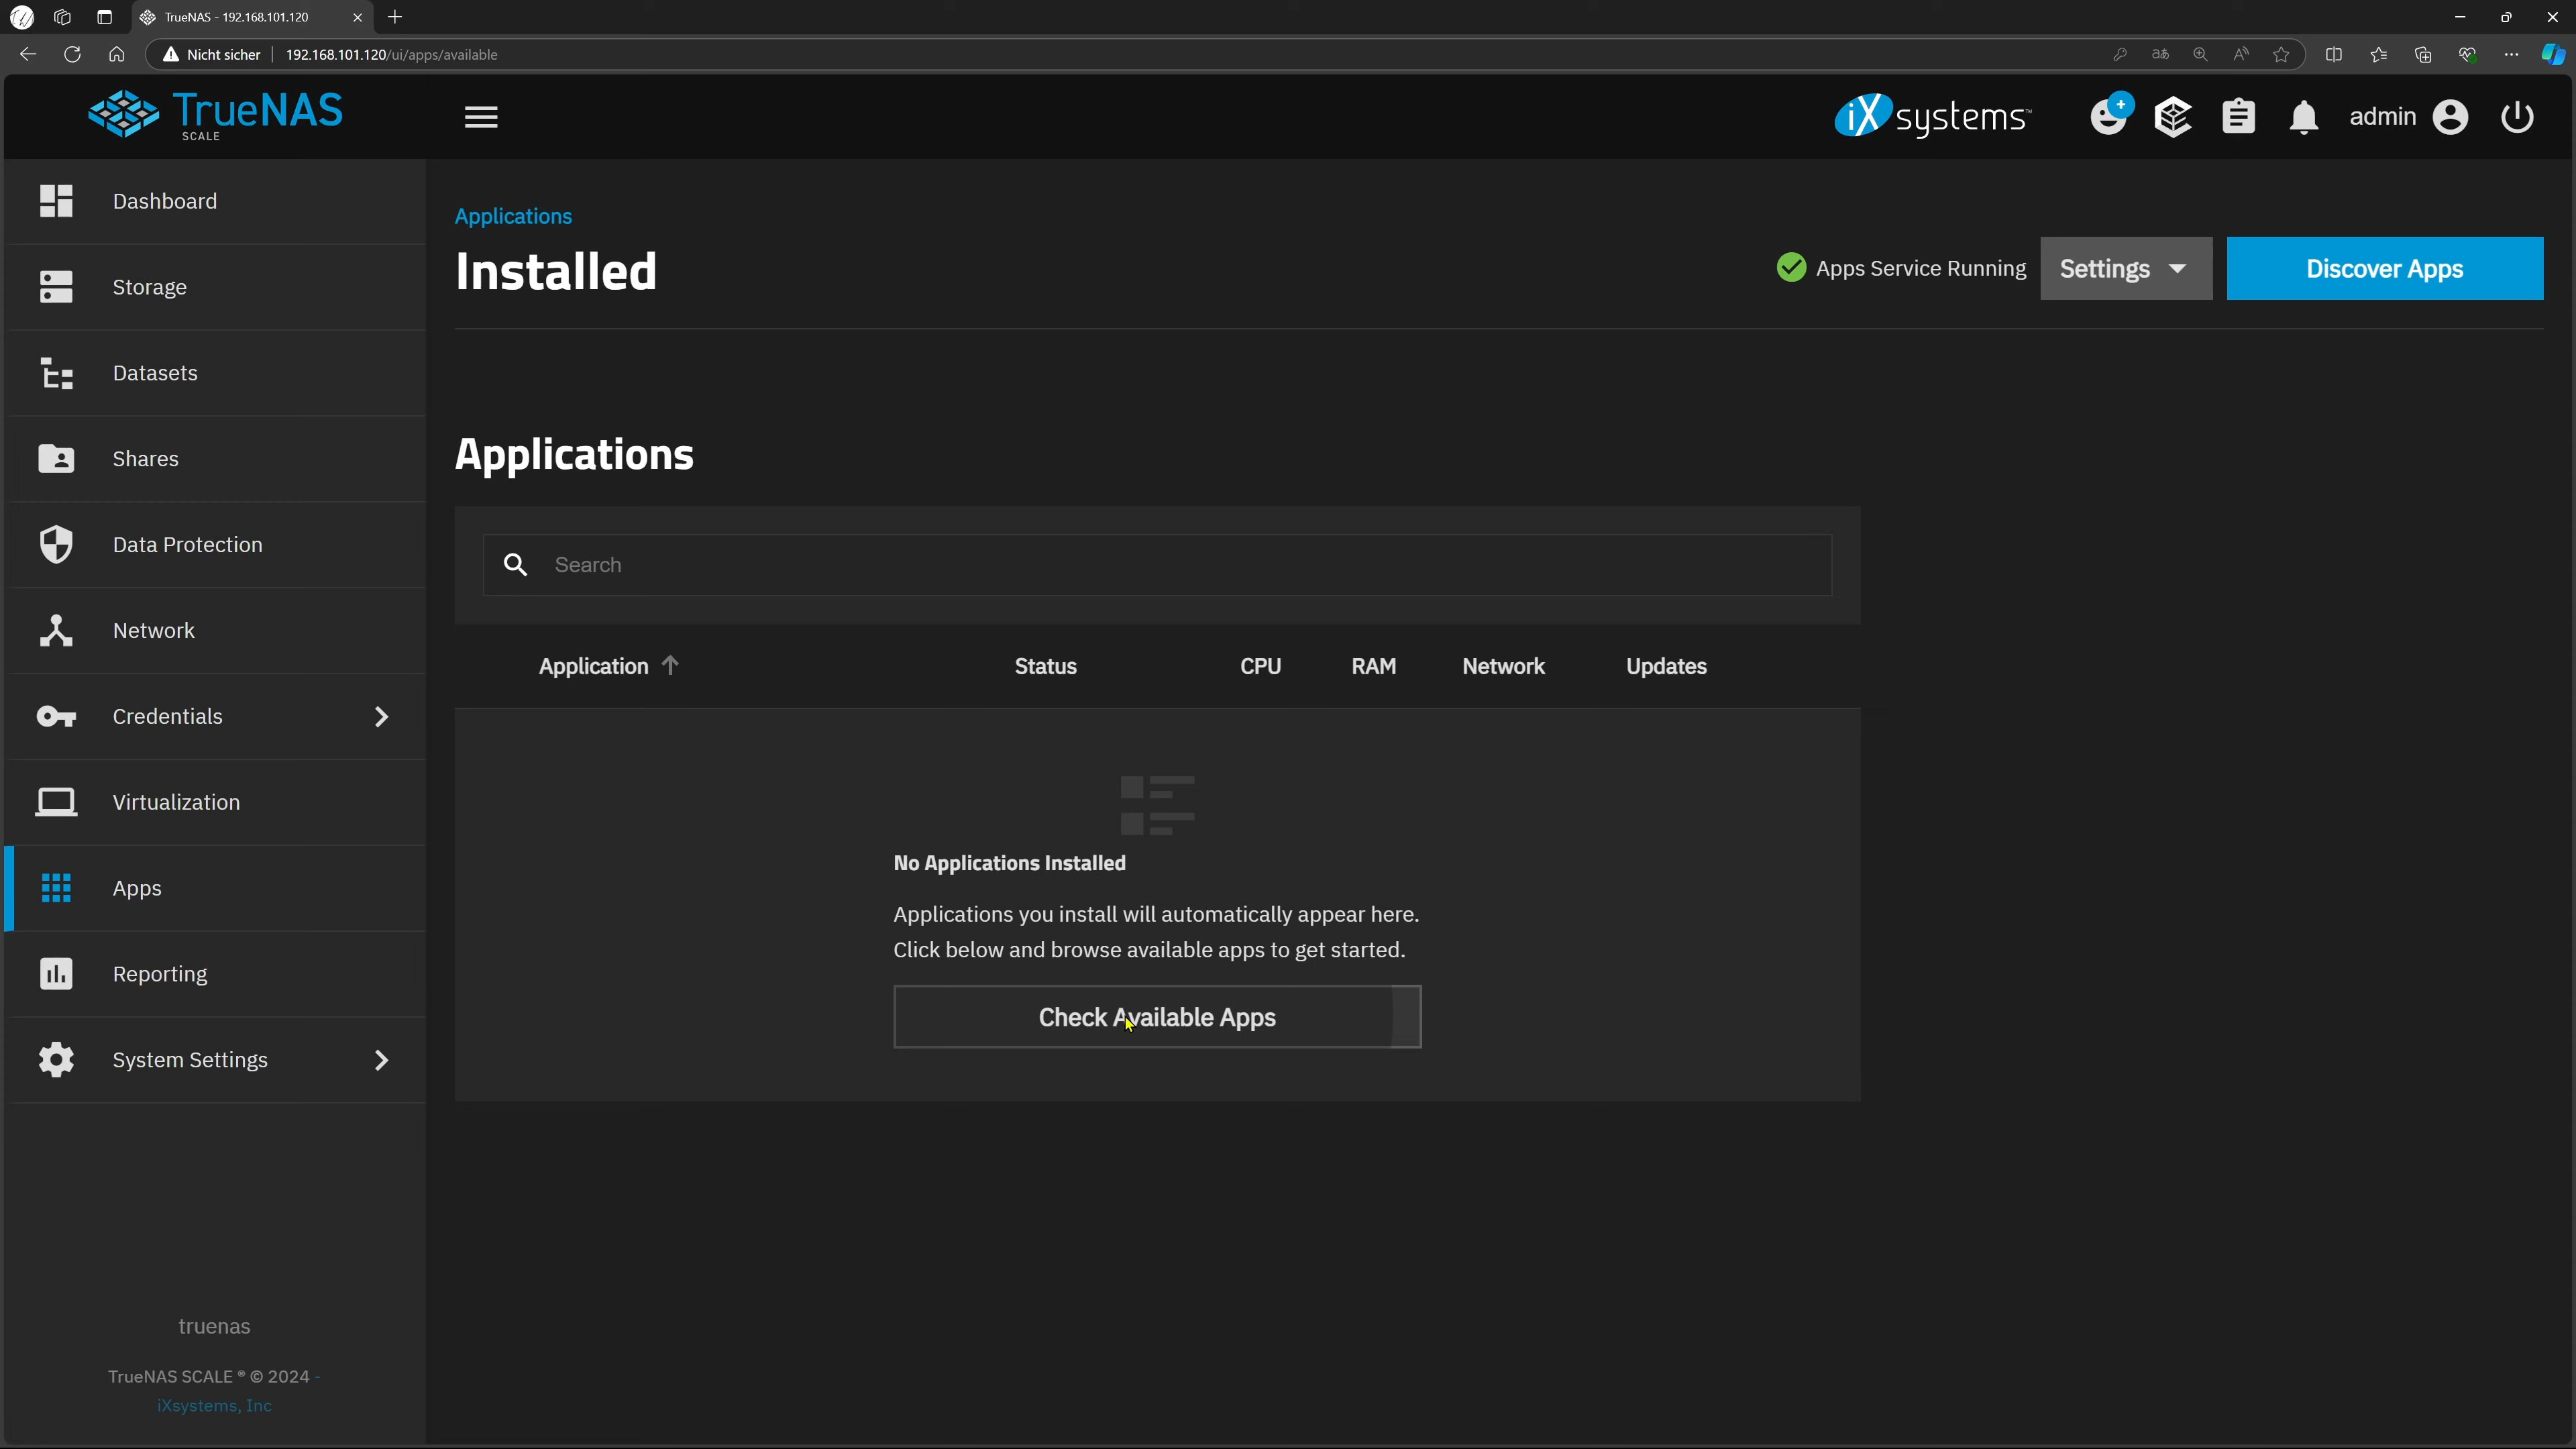 TrueNAS - 192.168.101.120
Nicht sicher 192.168.101.120/ui/apps/available
TrueNAS
SCALE
iX systems™
admin
Dashboard
Storage
Datasets
Shares
Data Protection
Network
Credentials
Virtualization
Apps
Reporting
System Settings
truenas
TrueNAS SCALE ® © 2024 -
iXsystems, Inc
Applications
Installed
Apps Service Running
Settings
Discover Apps
Applications
Search
Application Status CPU RAM Network Updates
No Applications Installed
Applications you install will automatically appear here.
Click below and browse available apps to get started.
Check Available Apps